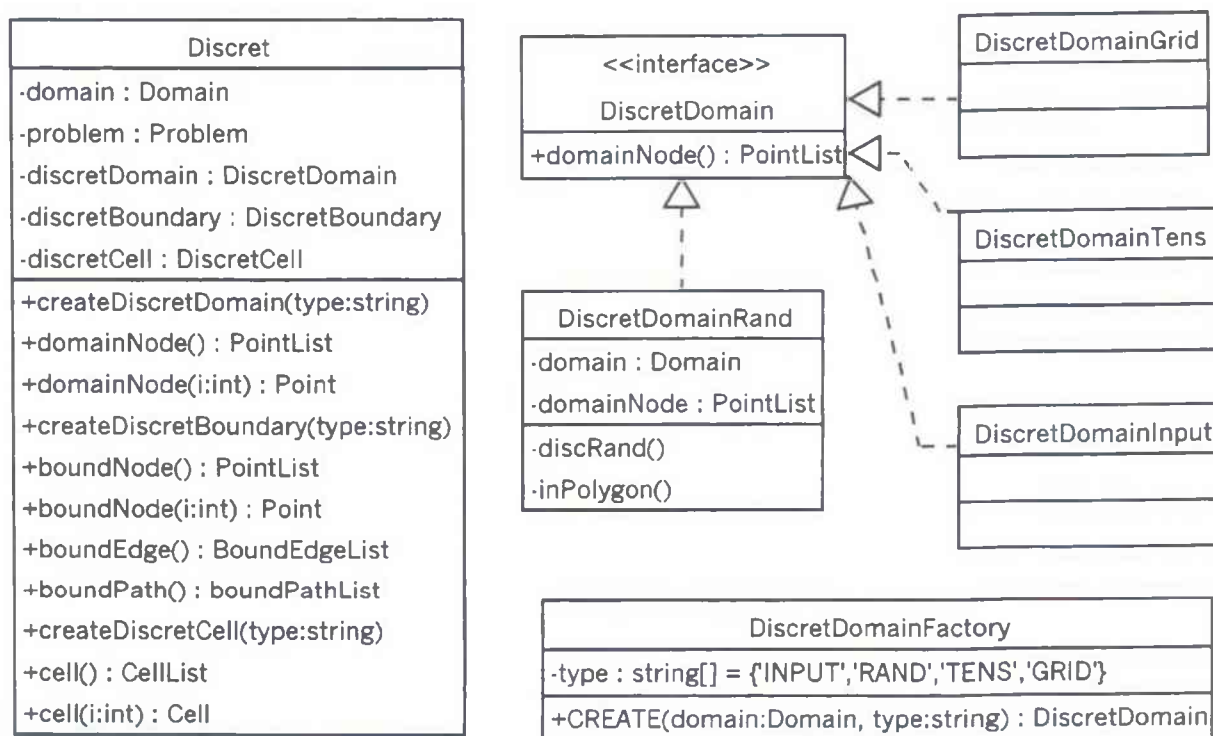 Discret
-domain : Domain
-problem : Problem
-discretDomain : DiscretDomain
-discretBoundary : DiscretBoundary
-discretCell : DiscretCell
+createDiscretDomain(type:string)
+domainNode() : PointList
+domainNode(i:int) : Point
+createDiscretBoundary(type:string)
+boundNode() : PointList
+boundNode(i:int) : Point
+boundEdge() : BoundEdgeList
+boundPath() : boundPathList
+createDiscretCell(type:string)
+cell() : CellList
+cell(i:int) : Cell
<<interface>>
DiscretDomain
+domainNode() : PointList
DiscretDomainRand
-domain : Domain
-domainNode : PointList
-discRand()
-inPolygon()
DiscretDomainGrid
DiscretDomainTens
DiscretDomainInput
DiscretDomainFactory
-type : string[] = {'INPUT','RAND','TENS','GRID'}
+CREATE(domain:Domain, type:string) : DiscretDomain